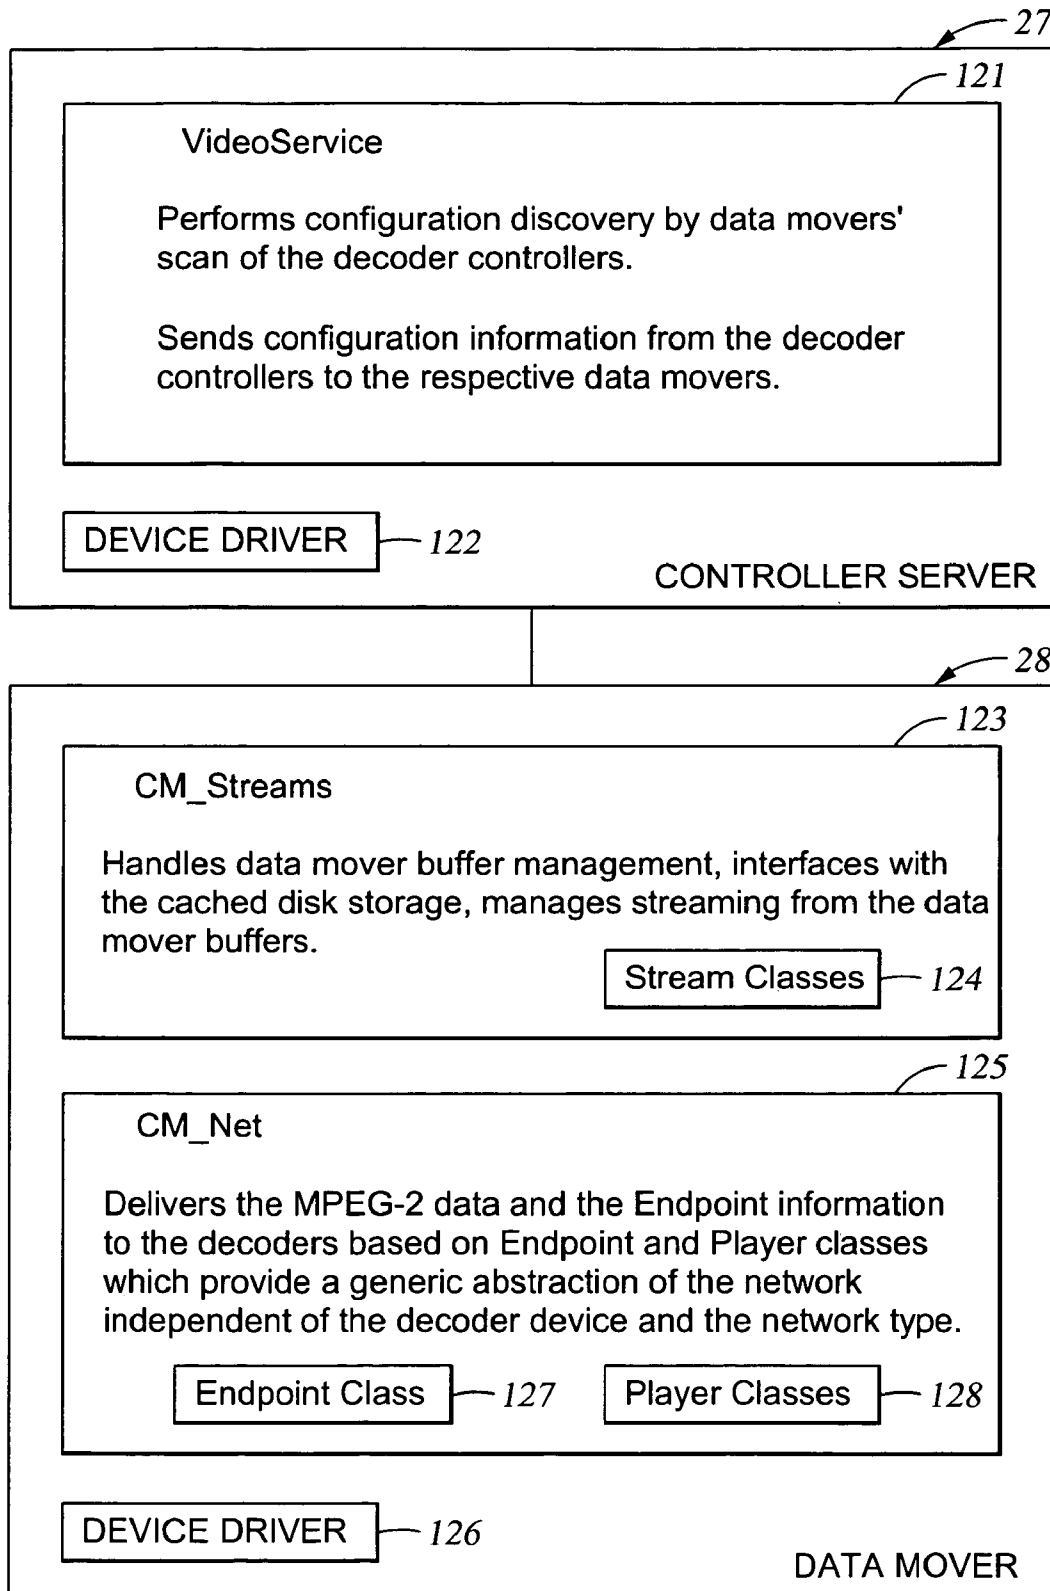 27
121
VideoService
Performs configuration discovery by data movers'
scan of the decoder controllers.
Sends configuration information from the decoder
controllers to the respective data movers.
DEVICE DRIVER
122
CONTROLLER SERVER
28
123
CM_Streams
Handles data mover buffer management, interfaces with
the cached disk storage, manages streaming from the data
mover buffers.
Stream Classes
124
125
CM_Net
Delivers the MPEG-2 data and the Endpoint information
to the decoders based on Endpoint and Player classes
which provide a generic abstraction of the network
independent of the decoder device and the network type.
Endpoint Class
127
Player Classes
128
DEVICE DRIVER
126
DATA MOVER